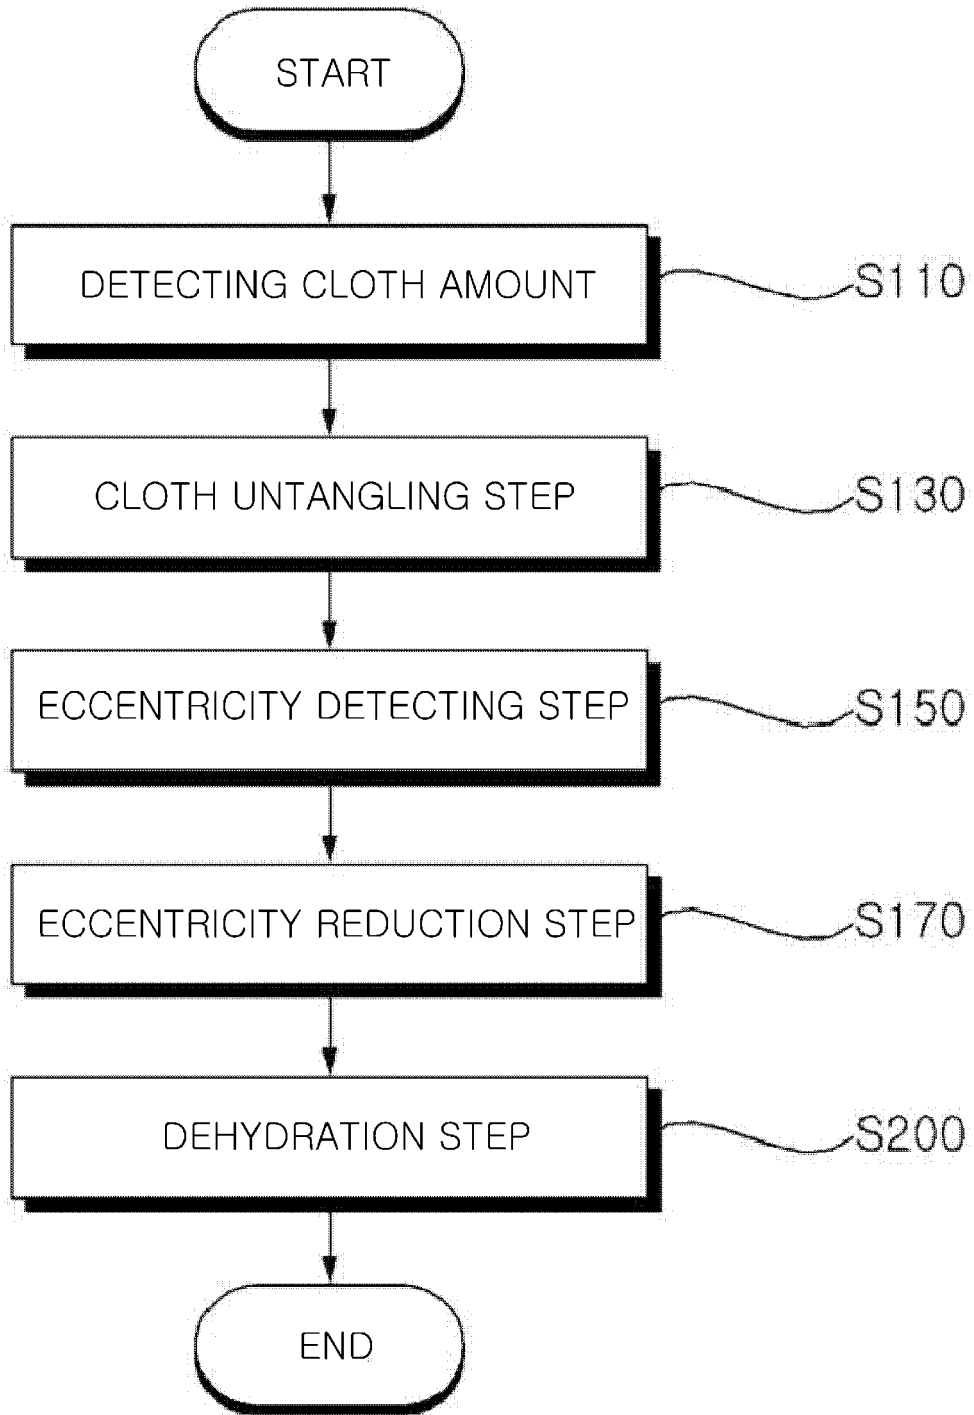 START
DETECTING CLOTH AMOUNT
S110
CLOTH UNTANGLING STEP
S130
ECCENTRICITY DETECTING STEP
S150
ECCENTRICITY REDUCTION STEP
S170
DEHYDRATION STEP
S200
END